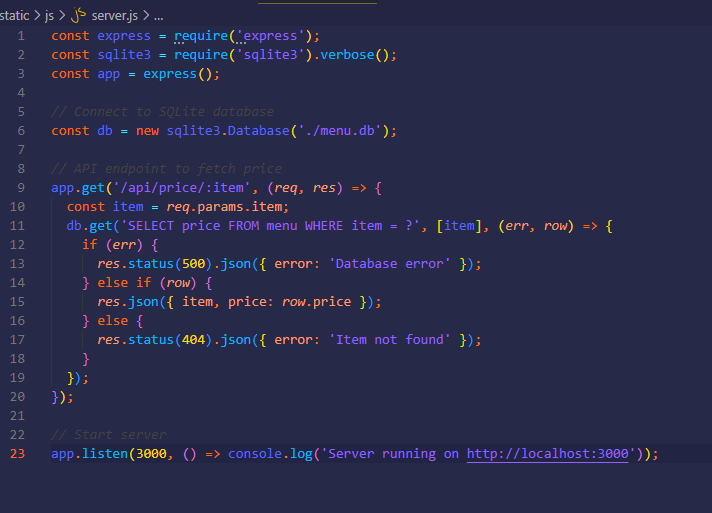 static > js > JS server.js > ...
1 const express = require('express');
2 const sqlite3 = require('sqlite3').verbose();
3 const app = express();
4
5 // Connect to SQLite database
6 const db = new sqlite3.Database('./menu.db');
7
8 // API endpoint to fetch price
9 app.get('/api/price/:item', (req, res) => {
10 const item = req.params.item;
11 db.get('SELECT price FROM menu WHERE item = ?', [item], (err, row) => {
12 if (err) {
13 res.status(500).json({ error: 'Database error' });
14 } else if (row) {
15 res.json({ item, price: row.price });
16 } else {
17 res.status(404).json({ error: 'Item not found' });
18 }
19 });
20 });
21
22 // Start server
23 app.listen(3000, () => console.log('Server running on http://localhost:3000'));